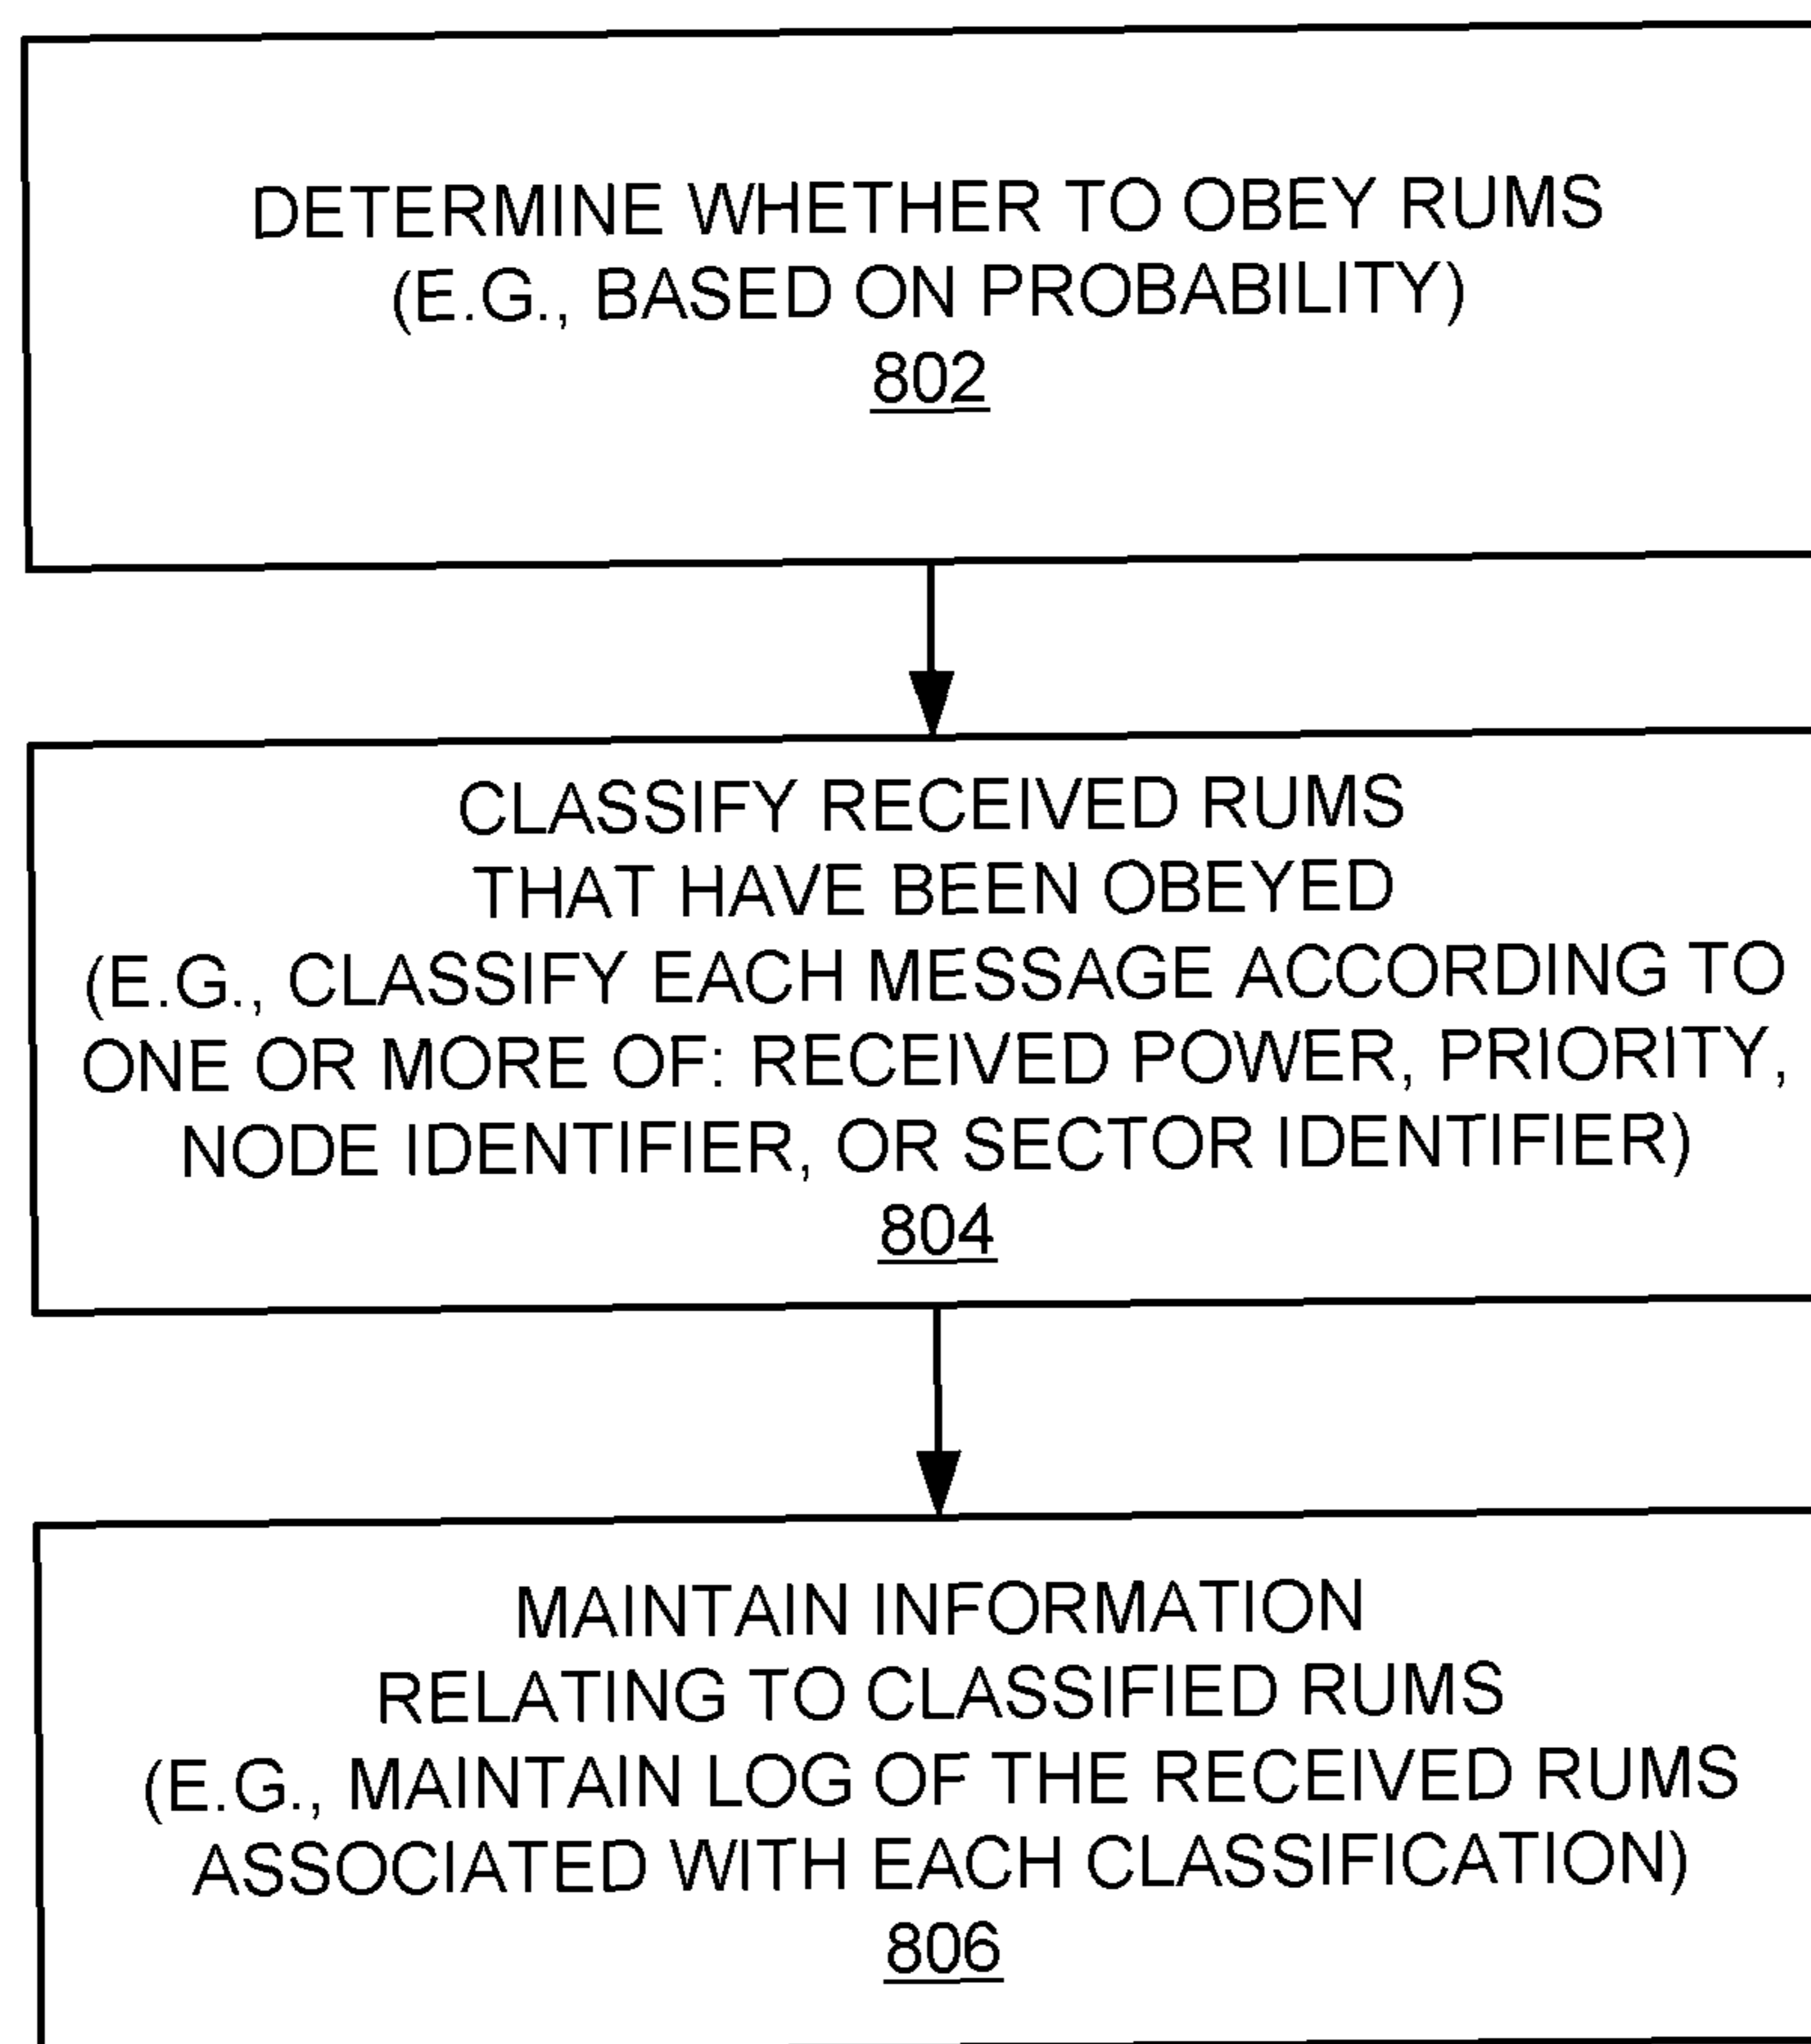 DETERMINE WHETHER TO OBEY RUMS
(E.G., BASED ON PROBABILITY)
802
CLASSIFY RECEIVED RUMS
THAT HAVE BEEN OBEYED
(E.G., CLASSIFY EACH MESSAGE ACCORDING TO
ONE OR MORE OF: RECEIVED POWER, PRIORITY,
NODE IDENTIFIER, OR SECTOR IDENTIFIER)
804
MAINTAIN INFORMATION
RELATING TO CLASSIFIED RUMS
(E.G., MAINTAIN LOG OF THE RECEIVED RUMS
ASSOCIATED WITH EACH CLASSIFICATION)
806